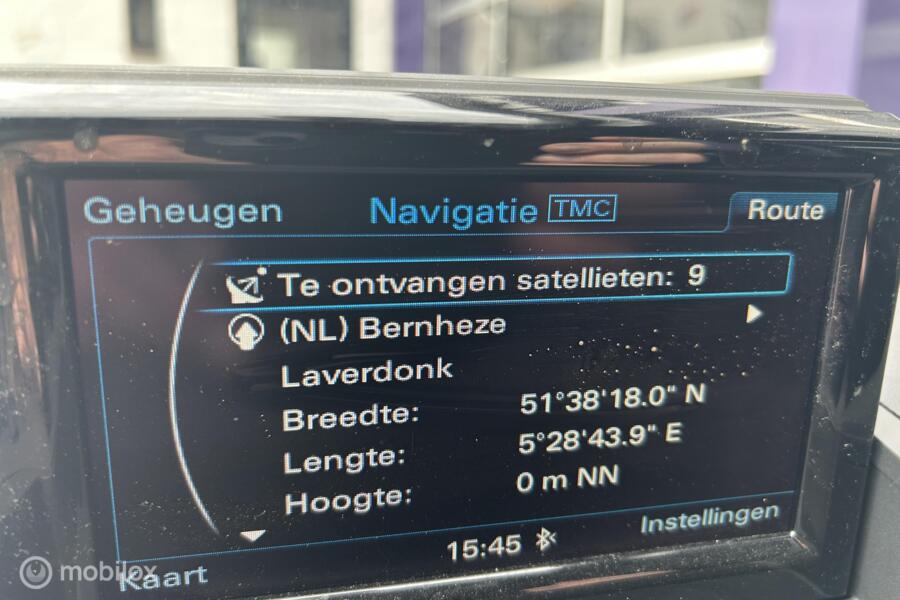 Geheugen
Navigatie TMC
Route
Te ontvangen satellieten: 9
(NL) Bernheze
Laverdonk
Breedte: 51°38'18.0" N
Lengte: 5°28'43.9" E
Hoogte: 0 m NN
15:45
Instellingen
Kaart
mobilox